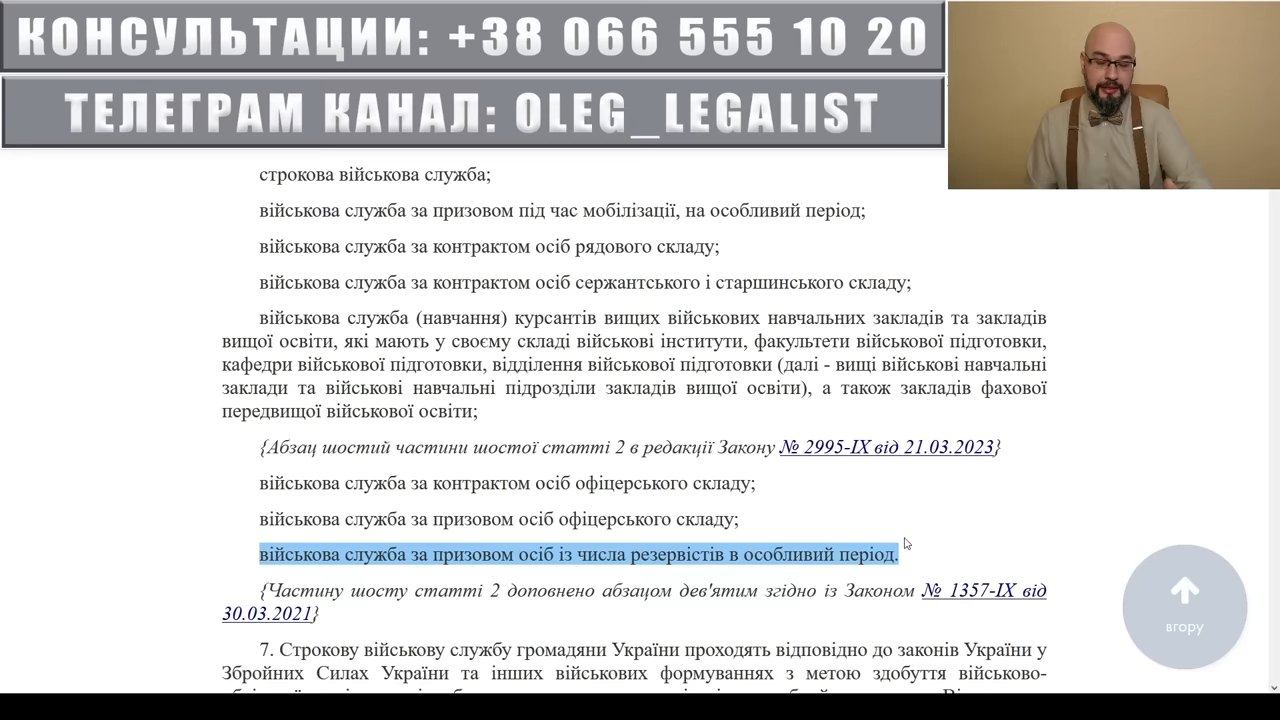 КОНСУЛЬТАЦИИ: +38 066 555 10 20
ТЕЛЕГРАМ КАНАЛ: OLEG_LEGALIST
строкова військова служба;
військова служба за призовом під час мобілізації, на особливий період;
військова служба за контрактом осіб рядового складу;
військова служба за контрактом осіб сержантського і старшинського складу;
військова служба (навчання) курсантів вищих військових навчальних закладів та закладів
вищої освіти, які мають у своєму складі військові інститути, факультети військової підготовки,
кафедри військової підготовки, відділення військової підготовки (далі - вищі військові навчальні
заклади та військові навчальні підрозділи закладів вищої освіти), а також закладів фахової
передвищої військової освіти;
{Абзац шостий частини шостої статті 2 в редакції Закону № 2995-IX від 21.03.2023}
військова служба за контрактом осіб офіцерського складу;
військова служба за призовом осіб офіцерського складу;
військова служба за призовом осіб із числа резервістів в особливий період.
{Частину шосту статті 2 доповнено абзацом дев'ятим згідно із Законом № 1357-IX від
30.03.2021}
вгору
7. Строкову військову службу громадяни України проходять відповідно до законів України у
Збройних Силах України та інших військових формуваннях з метою здобуття військово-